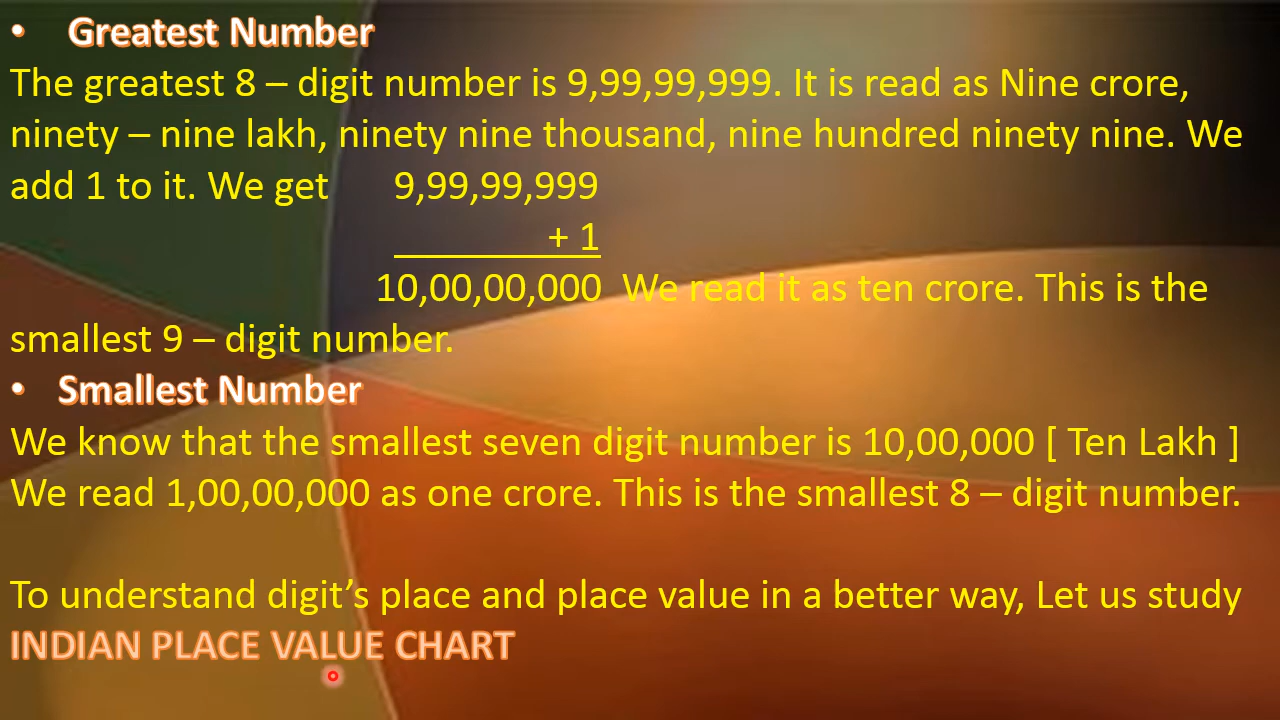 • Greatest Number
The greatest 8 – digit number is 9,99,99,999. It is read as Nine crore,
ninety – nine lakh, ninety nine thousand, nine hundred ninety nine. We
add 1 to it. We get 9,99,99,999
+ 1
10,00,00,000 We read it as ten crore. This is the
smallest 9 – digit number.
• Smallest Number
We know that the smallest seven digit number is 10,00,000 [ Ten Lakh ]
We read 1,00,00,000 as one crore. This is the smallest 8 – digit number.
To understand digit’s place and place value in a better way, Let us study
INDIAN PLACE VALUE CHART